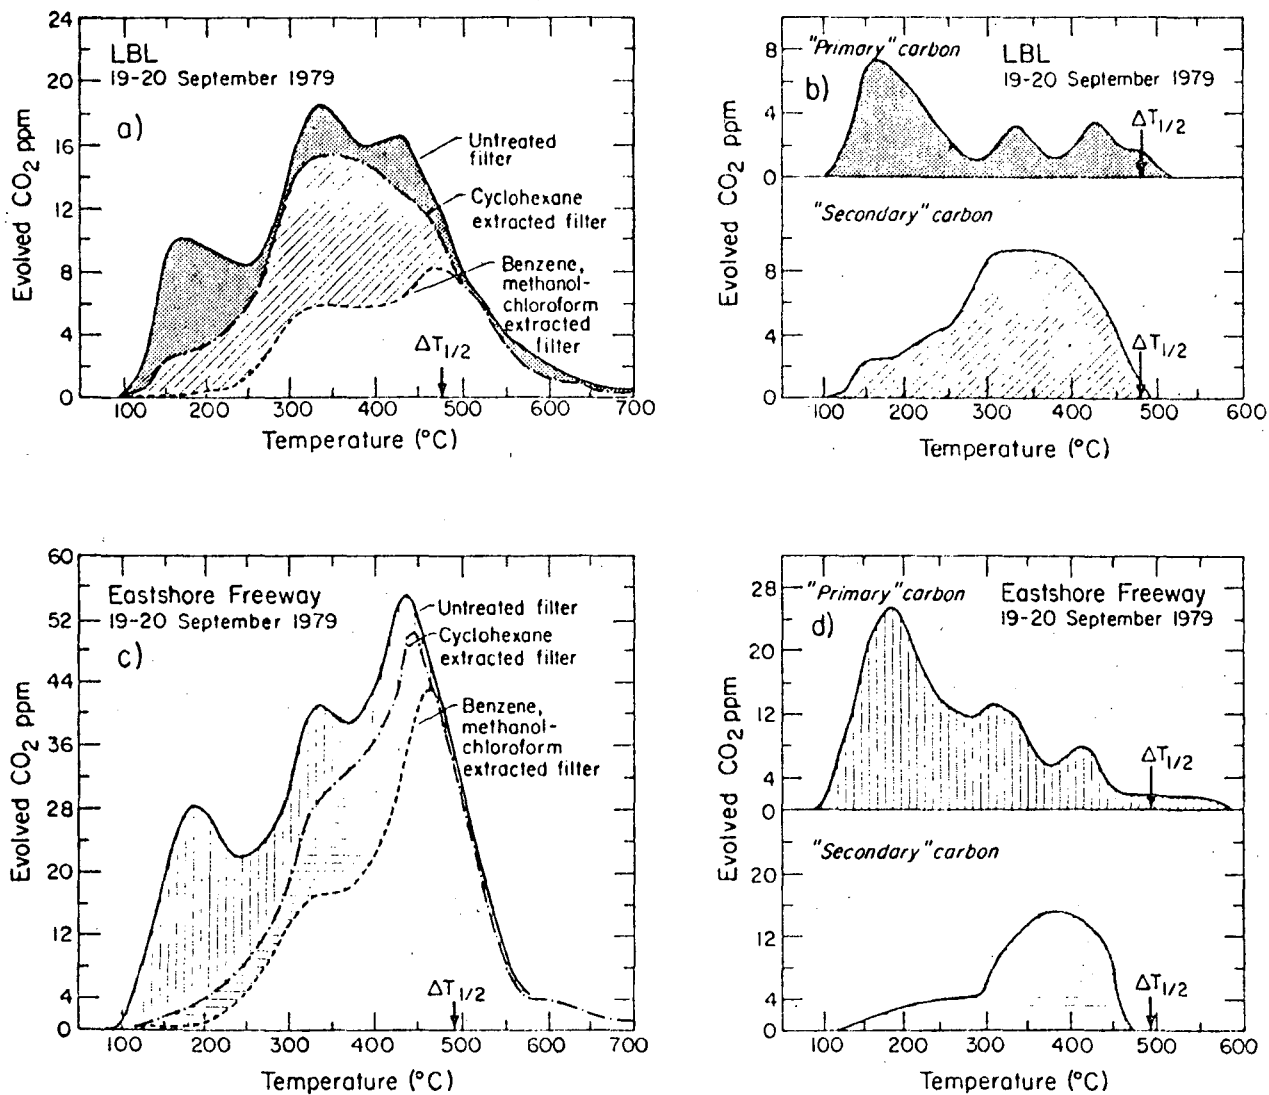 24
20
16
12
8
4
0
Evolved CO2 ppm
LBL
19-20 September 1979
a)
Untreated
filter
Cyclohexane
extracted filter
Benzene,
methanol-
chloroform
extracted
filter
ΔT1/2
100 200 300 400 500 600 700
Temperature (°C)
8
4
0
8
4
0
Evolved CO2 ppm
"Primary" carbon
LBL
19-20 September 1979
b)
ΔT1/2
"Secondary" carbon
ΔT1/2
100 200 300 400 500 600
Temperature (°C)
60
52
44
36
28
20
12
4
0
Evolved CO2 ppm
Eastshore Freeway
19-20 September 1979
c)
Untreated filter
Cyclohexane
extracted filter
Benzene,
methanol-
chloroform
extracted filter
ΔT1/2
100 200 300 400 500 600 700
Temperature (°C)
28
20
12
4
0
20
12
4
0
Evolved CO2 ppm
"Primary" carbon
Eastshore Freeway
19-20 September 1979
d)
ΔT1/2
"Secondary" carbon
ΔT1/2
100 200 300 400 500 600
Temperature (°C)